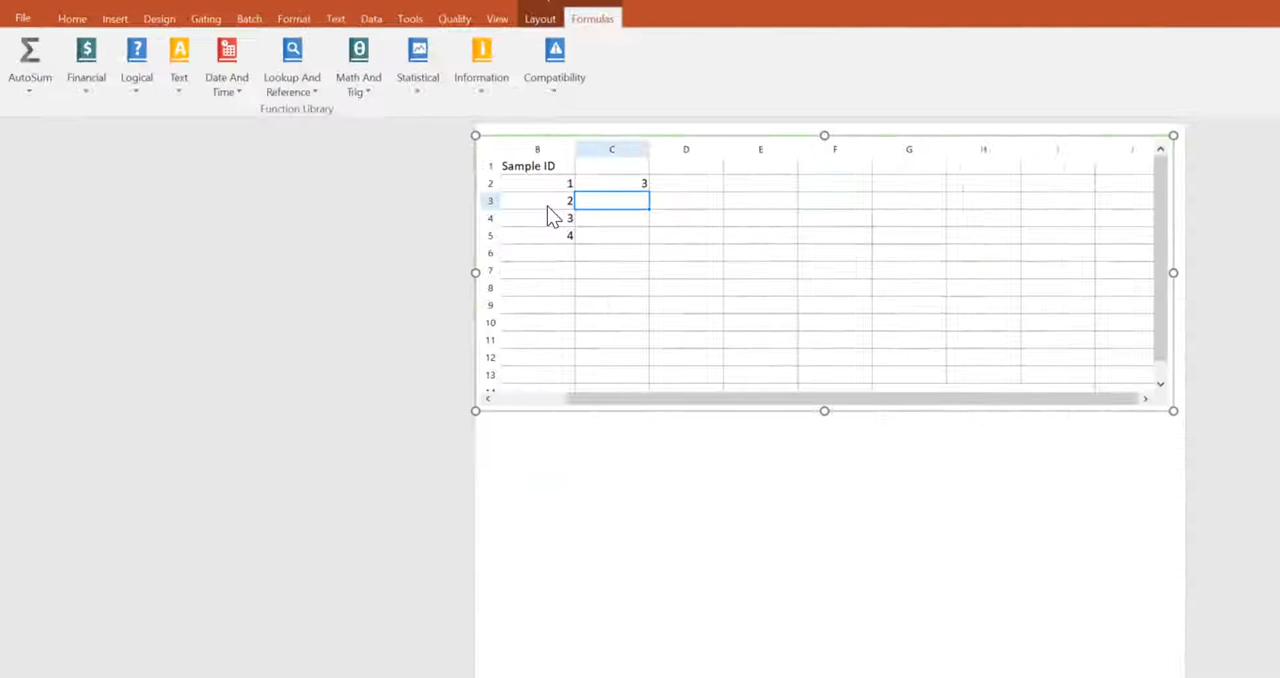 File Home Insert Design Gating Batch Format Text Data Tools Quality View Layout Formulas
AutoSum Financial Logical Text Date And Time Lookup And Reference Math And Trig Statistical Information Compatibility
Function Library
B C D E F G H I J
1 Sample ID
2 1 3
3 2
4 3
5 4
6
7
8
9
10
11
12
13